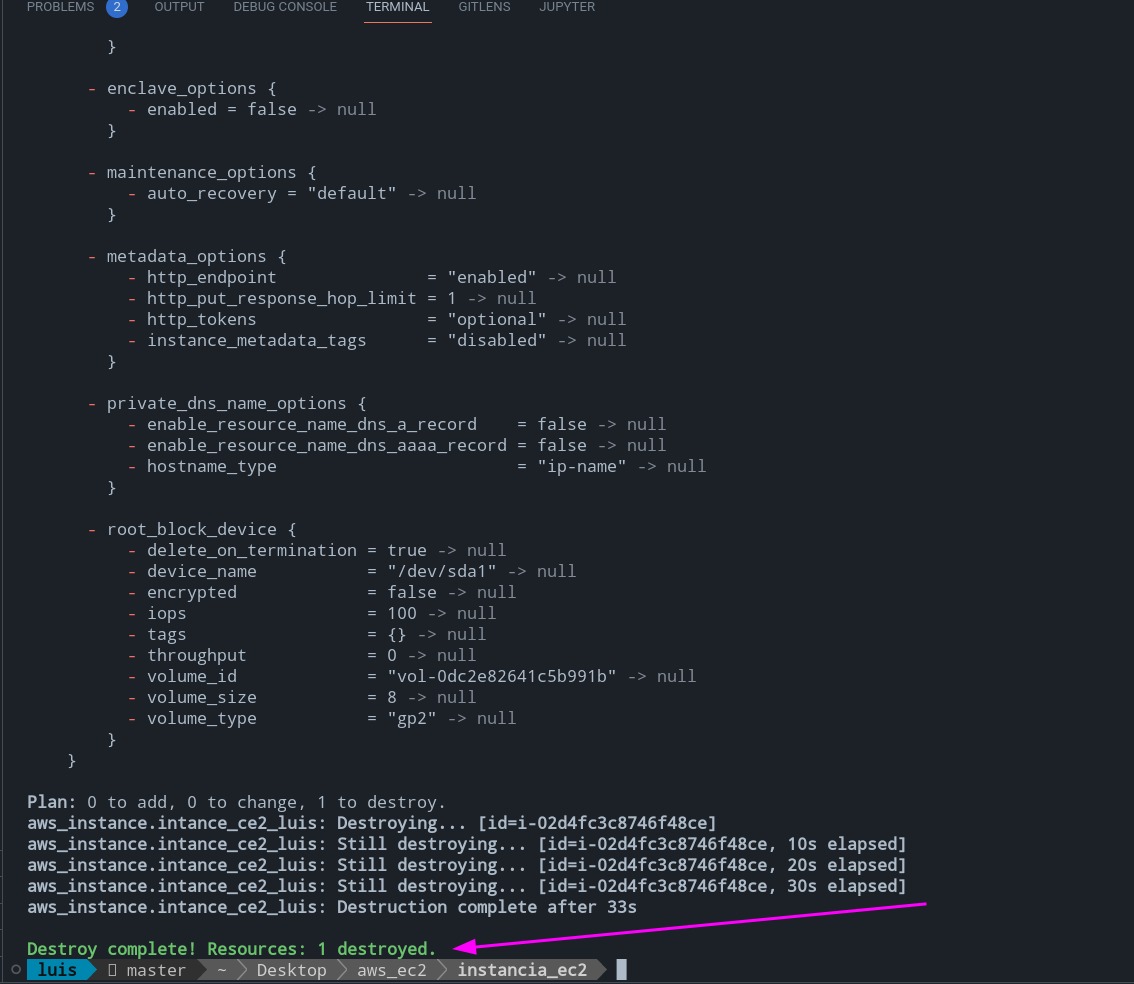 PROBLEMS 2 OUTPUT DEBUG CONSOLE TERMINAL GITLENS JUPYTER
}
- enclave_options {
- enabled = false -> null
}
- maintenance_options {
- auto_recovery = "default" -> null
}
- metadata_options {
- http_endpoint = "enabled" -> null
- http_put_response_hop_limit = 1 -> null
- http_tokens = "optional" -> null
- instance_metadata_tags = "disabled" -> null
}
- private_dns_name_options {
- enable_resource_name_dns_a_record = false -> null
- enable_resource_name_dns_aaaa_record = false -> null
- hostname_type = "ip-name" -> null
}
- root_block_device {
- delete_on_termination = true -> null
- device_name = "/dev/sda1" -> null
- encrypted = false -> null
- iops = 100 -> null
- tags = {} -> null
- throughput = 0 -> null
- volume_id = "vol-0dc2e82641c5b991b" -> null
- volume_size = 8 -> null
- volume_type = "gp2" -> null
}
}
Plan: 0 to add, 0 to change, 1 to destroy.
aws_instance.intance_ce2_luis: Destroying... [id=i-02d4fc3c8746f48ce]
aws_instance.intance_ce2_luis: Still destroying... [id=i-02d4fc3c8746f48ce, 10s elapsed]
aws_instance.intance_ce2_luis: Still destroying... [id=i-02d4fc3c8746f48ce, 20s elapsed]
aws_instance.intance_ce2_luis: Still destroying... [id=i-02d4fc3c8746f48ce, 30s elapsed]
aws_instance.intance_ce2_luis: Destruction complete after 33s
Destroy complete! Resources: 1 destroyed.
luis master ~ Desktop aws_ec2 instancia_ec2